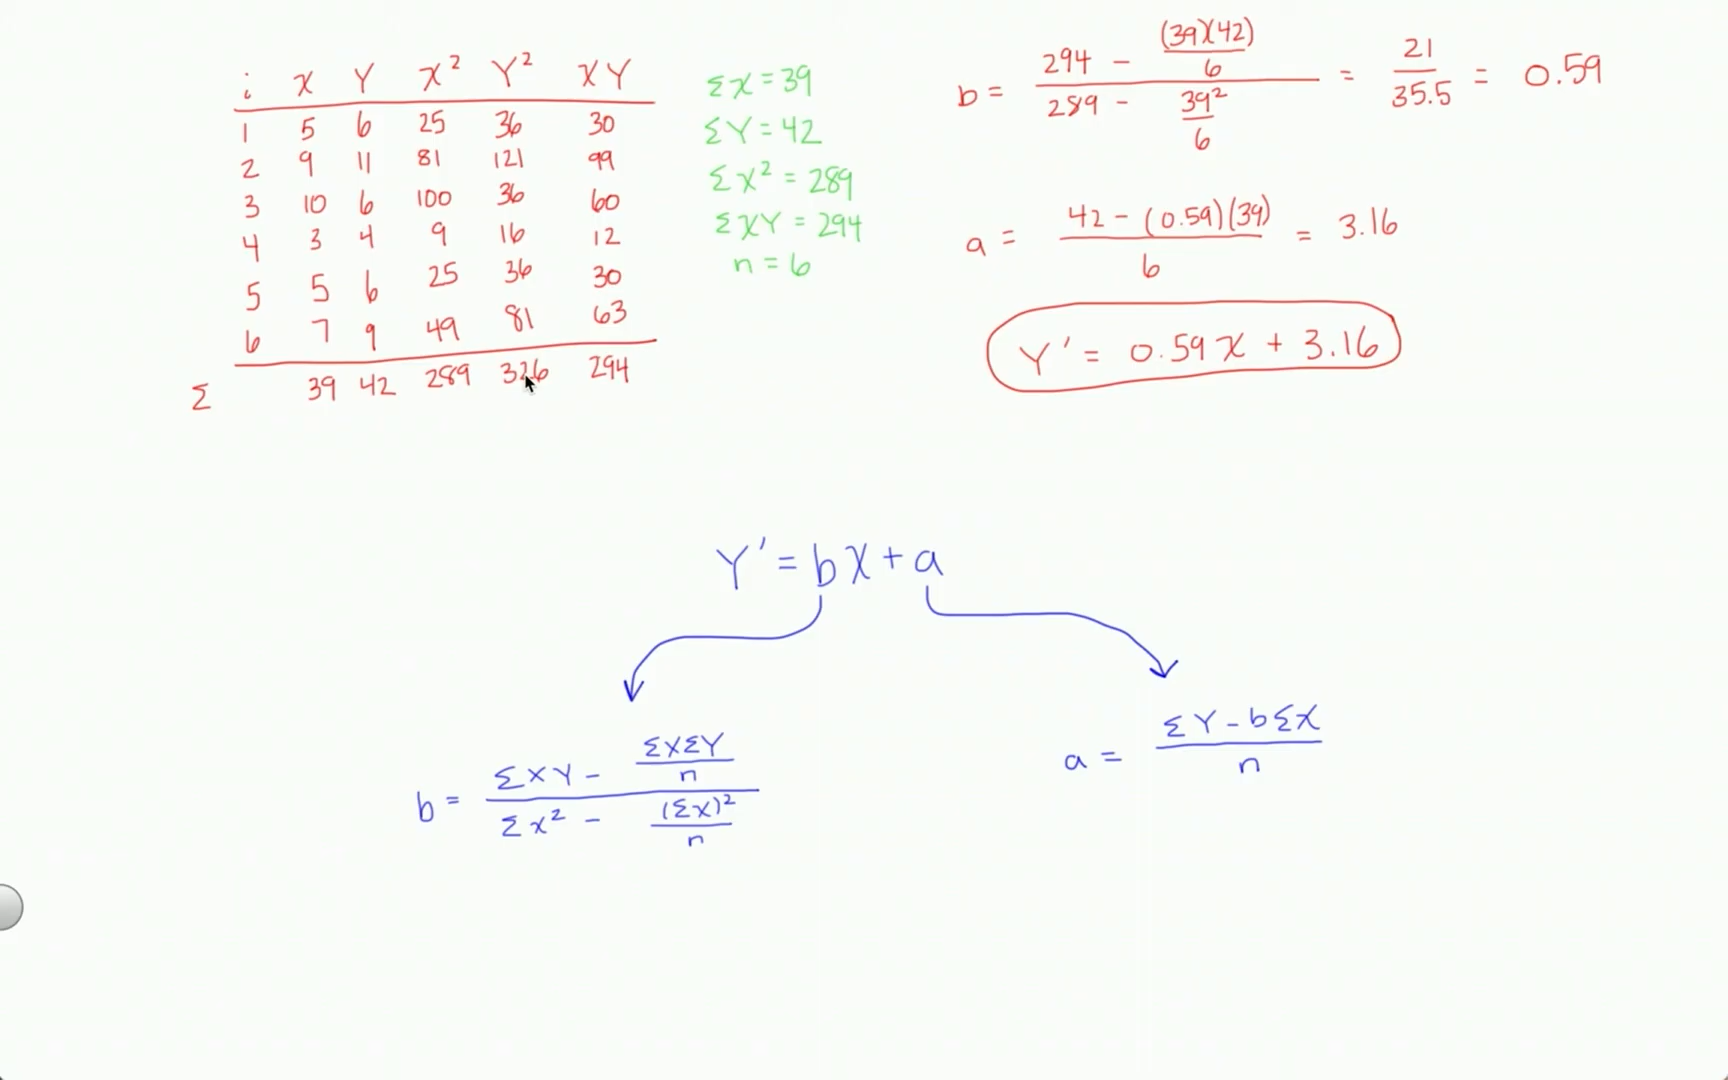 i X Y X² Y² XY
1 5 6 25 36 30
2 9 11 81 121 99
3 10 6 100 36 60
4 3 4 9 16 12
5 5 6 25 36 30
6 7 9 49 81 63
Σ 39 42 289 326 294
ΣX = 39
ΣY = 42
ΣX² = 289
ΣXY = 294
n = 6
b = (294 - (39)(42)/6) / (289 - 39²/6) = 21/35.5 = 0.59
a = (42 - (0.59)(39)) / 6 = 3.16
Y' = 0.59X + 3.16
Y' = bX + a
b = (ΣXY - ΣXΣY/n) / (ΣX² - (ΣX)²/n)
a = (ΣY - bΣX) / n